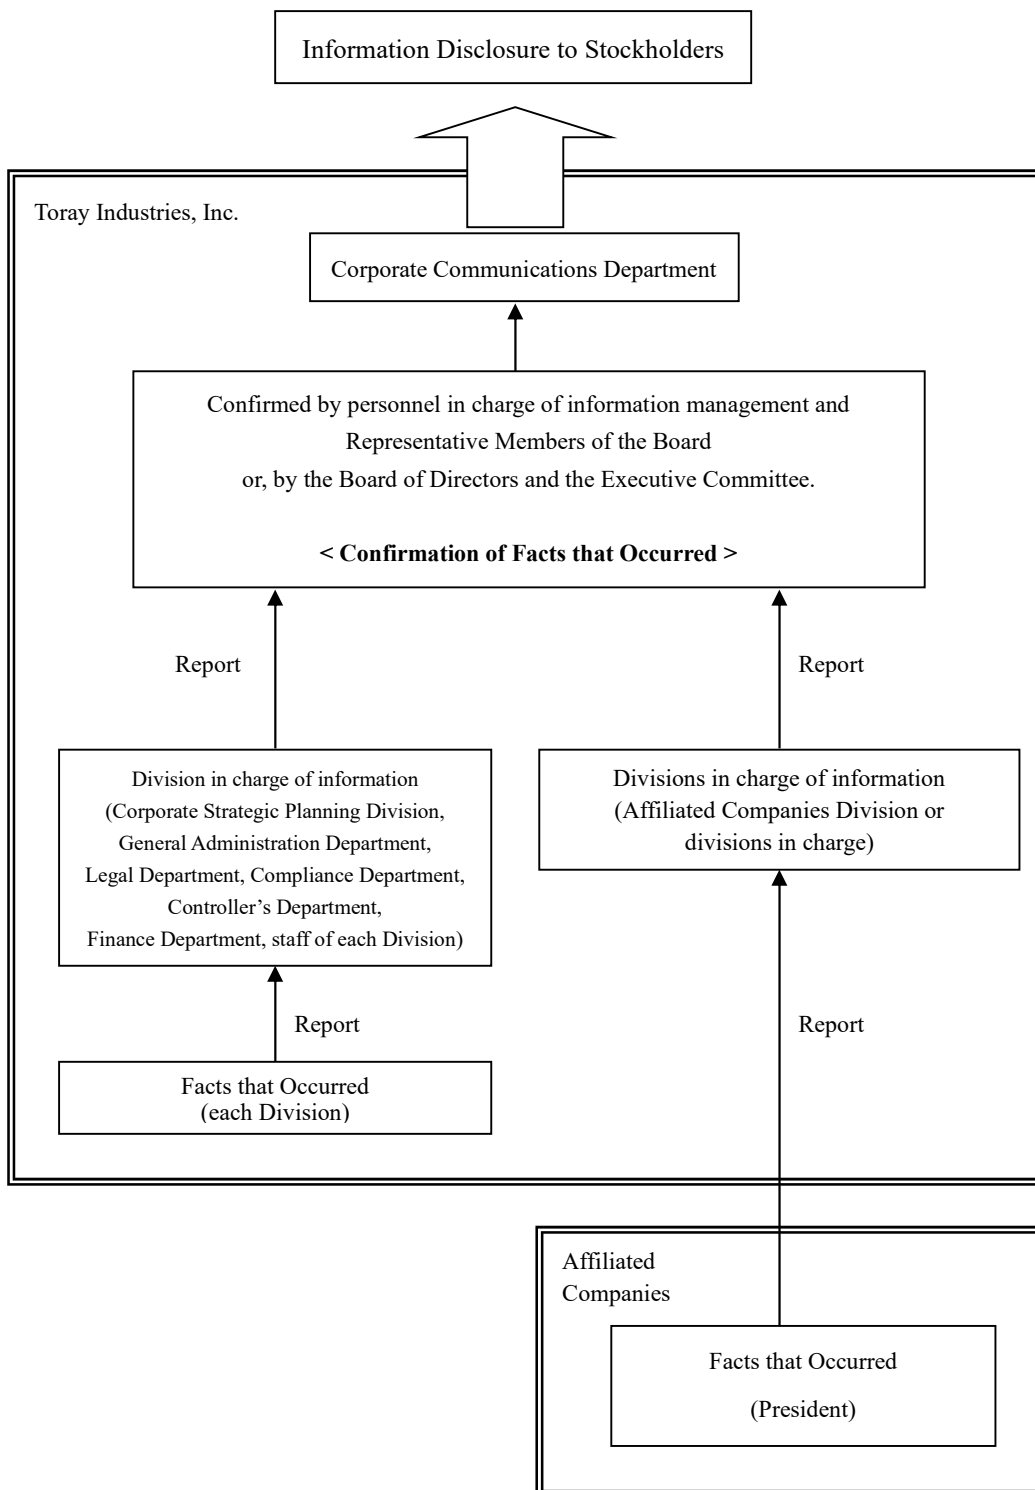 Information Disclosure to Stockholders
Toray Industries, Inc.
Corporate Communications Department
Confirmed by personnel in charge of information management and
Representative Members of the Board
or, by the Board of Directors and the Executive Committee.
< Confirmation of Facts that Occurred >
Report
Report
Division in charge of information
(Corporate Strategic Planning Division,
General Administration Department,
Legal Department, Compliance Department,
Controller’s Department,
Finance Department, staff of each Division)
Divisions in charge of information
(Affiliated Companies Division or
divisions in charge)
Report
Report
Facts that Occurred
(each Division)
Affiliated
Companies
Facts that Occurred
(President)